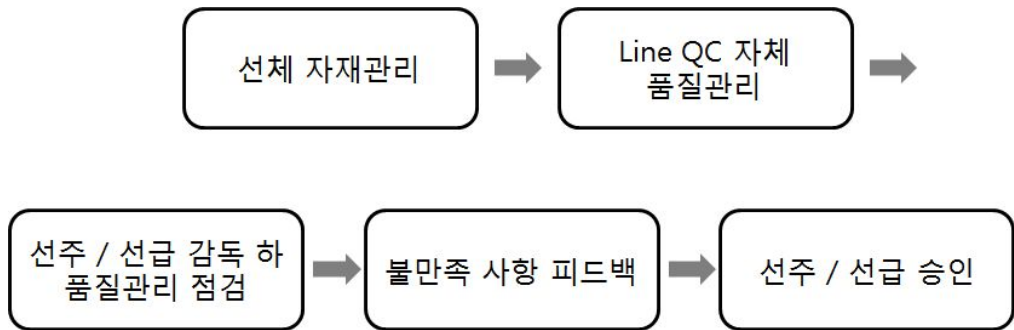 선체 자재관리
Line QC 자체
품질관리
선주 / 선급 감독 하
품질관리 점검
불만족 사항 피드백
선주 / 선급 승인